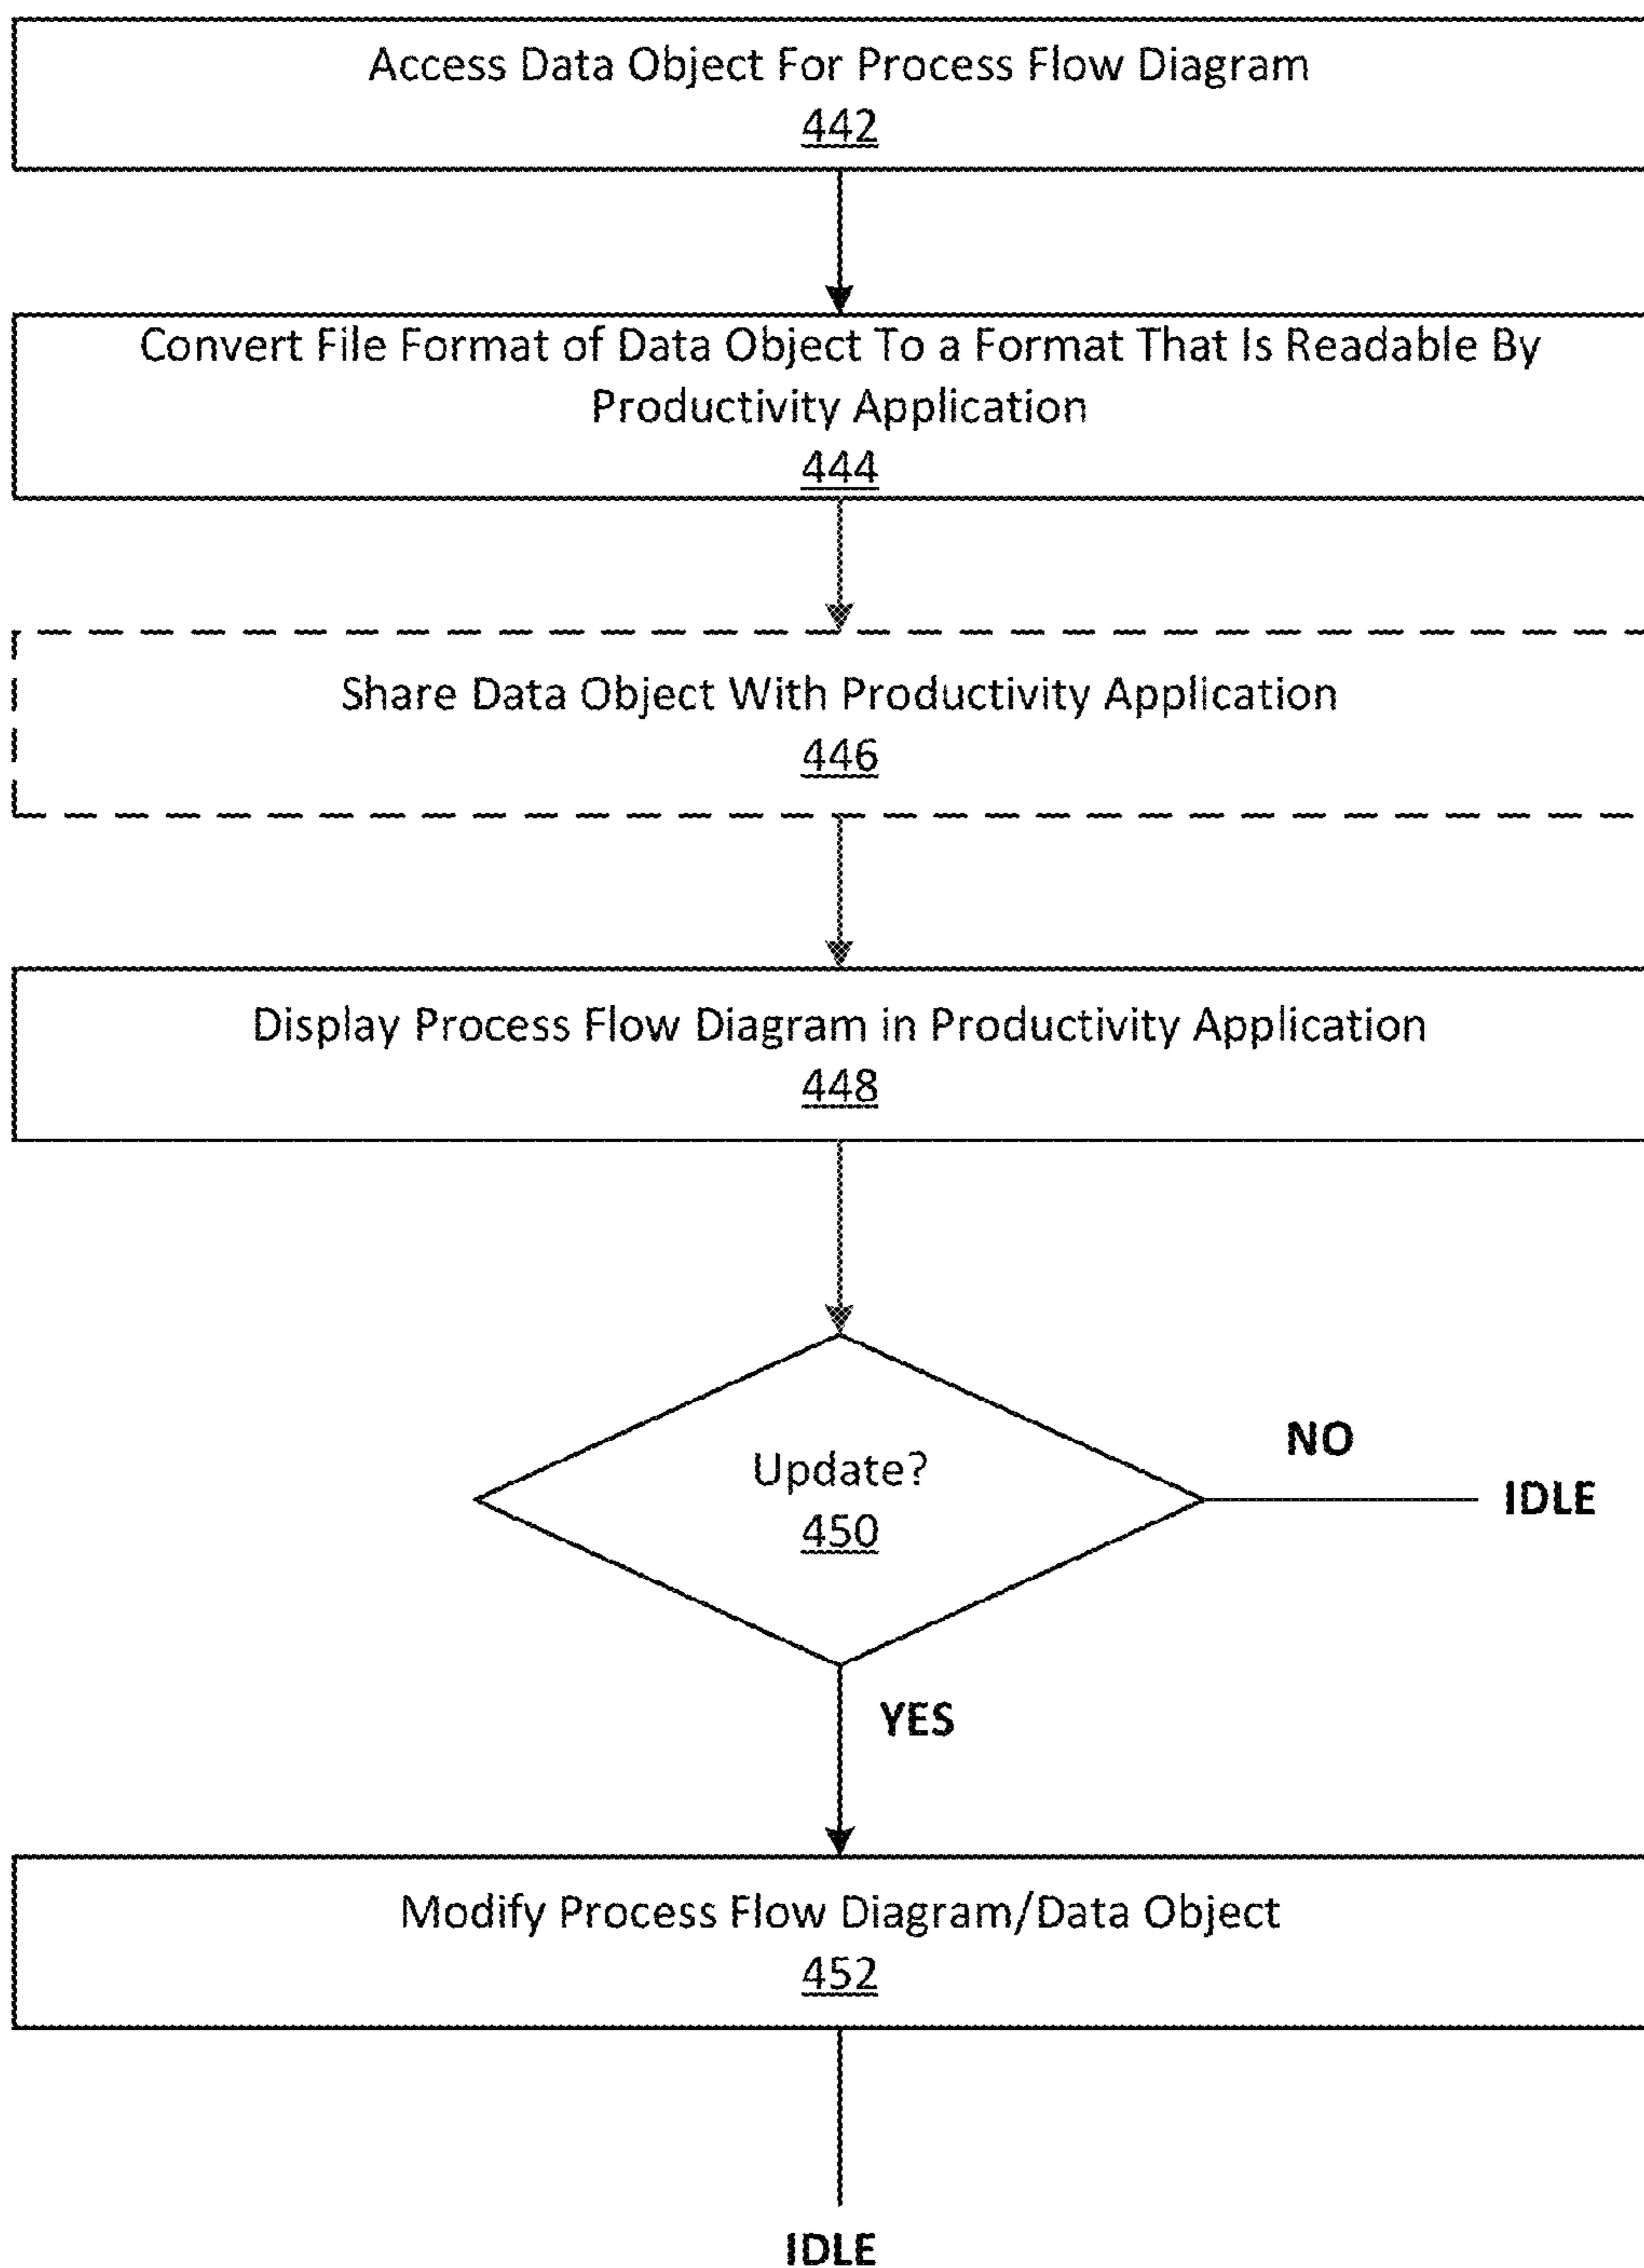 Access Data Object For Process Flow Diagram
442
Convert File Format of Data Object To a Format That Is Readable By
Productivity Application
444
Share Data Object With Productivity Application
446
Display Process Flow Diagram in Productivity Application
448
Update?
450
NO
IDLE
YES
Modify Process Flow Diagram/Data Object
452
IDLE